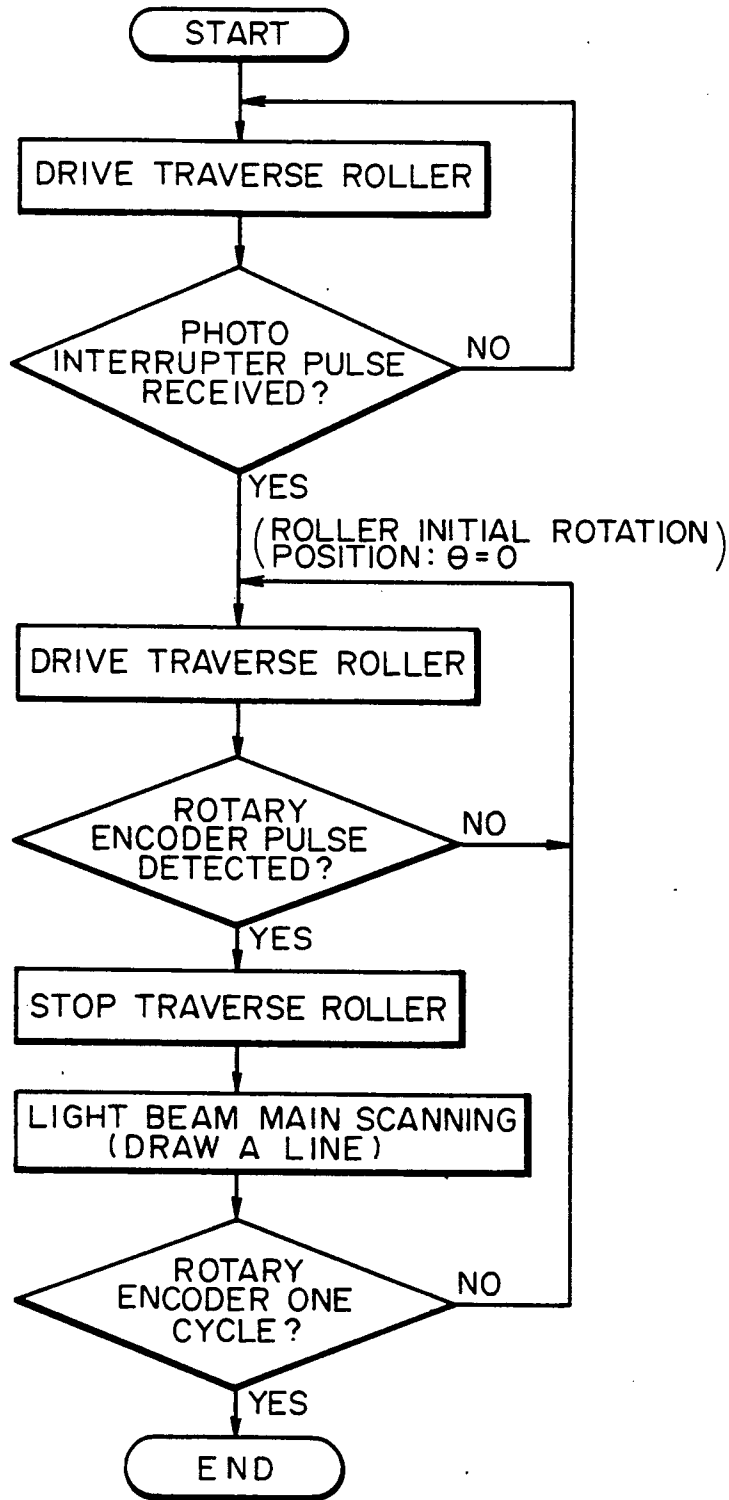 START
DRIVE TRAVERSE ROLLER
PHOTO
INTERRUPTER PULSE
RECEIVED?
NO
YES
(ROLLER INITIAL ROTATION
POSITION: θ=0)
DRIVE TRAVERSE ROLLER
ROTARY
ENCODER PULSE
DETECTED?
NO
YES
STOP TRAVERSE ROLLER
LIGHT BEAM MAIN SCANNING
(DRAW A LINE)
ROTARY
ENCODER ONE
CYCLE?
NO
YES
END